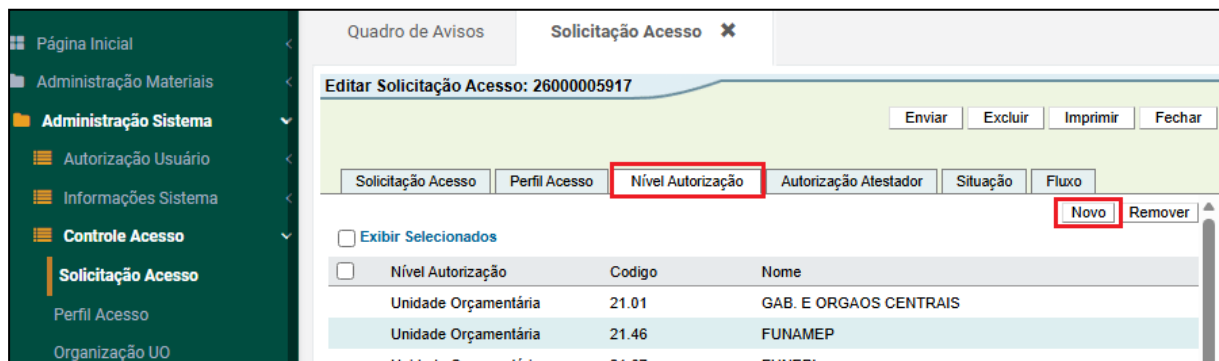 Página Inicial
Administração Materiais
Administração Sistema
Autorização Usuário
Informações Sistema
Controle Acesso
Solicitação Acesso
Perfil Acesso
Organização UO
Quadro de Avisos
Solicitação Acesso ✖
Editar Solicitação Acesso: 26000005917
Enviar Excluir Imprimir Fechar
Solicitação Acesso Perfil Acesso Nível Autorização Autorização Atestador Situação Fluxo
Novo Remover
Exibir Selecionados
Nível Autorização Codigo Nome
Unidade Orçamentária 21.01 GAB. E ORGAOS CENTRAIS
Unidade Orçamentária 21.46 FUNAMEP